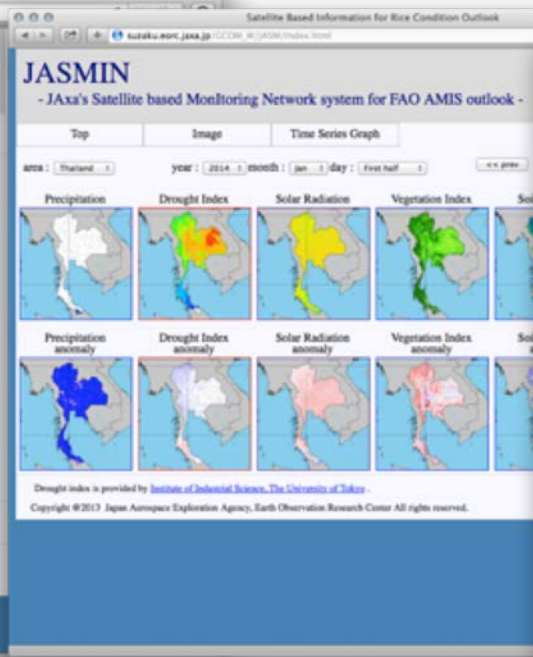 Satellite Based Information for Rice Condition Outlook
suzaku.eorc.jaxa.jp/GCOM_W/JASMIN/index.html
JASMIN
- JAxa's Satellite based MonItoring Network system for FAO AMIS outlook -
Top Image Time Series Graph
area : Thailand year : 2014 month : Jan day : First half << prev
Precipitation Drought Index Solar Radiation Vegetation Index
Precipitation anomaly Drought Index anomaly Solar Radiation anomaly Vegetation Index anomaly
Drought index is provided by Institute of Industrial Science, The University of Tokyo .
Copyright ©2013 Japan Aerospace Exploration Agency, Earth Observation Research Center All rights reserved.